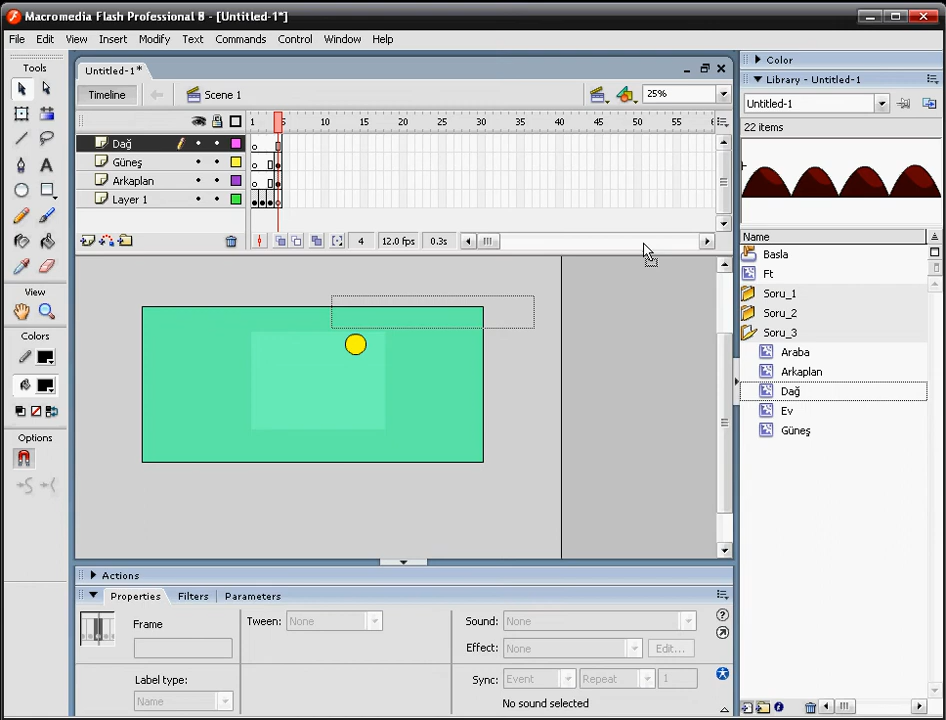 Macromedia Flash Professional 8 - [Untitled-1*]
File Edit View Insert Modify Text Commands Control Window Help
Tools
View
Colors
Options
Untitled-1*
Timeline
Scene 1
25%
1 5 10 15 20 25 30 35 40 45 50 55 6
Dağ
Güneş
Arkaplan
Layer 1
4 12.0 fps 0.3s
Color
Library - Untitled-1
Untitled-1
22 items
Name
Basla
Ft
Soru_1
Soru_2
Soru_3
Araba
Arkaplan
Dağ
Ev
Güneş
Actions
Properties Filters Parameters
Frame
Tween: None
Sound: None
Effect: None Edit...
Label type:
Name
Sync: Event Repeat 1
No sound selected